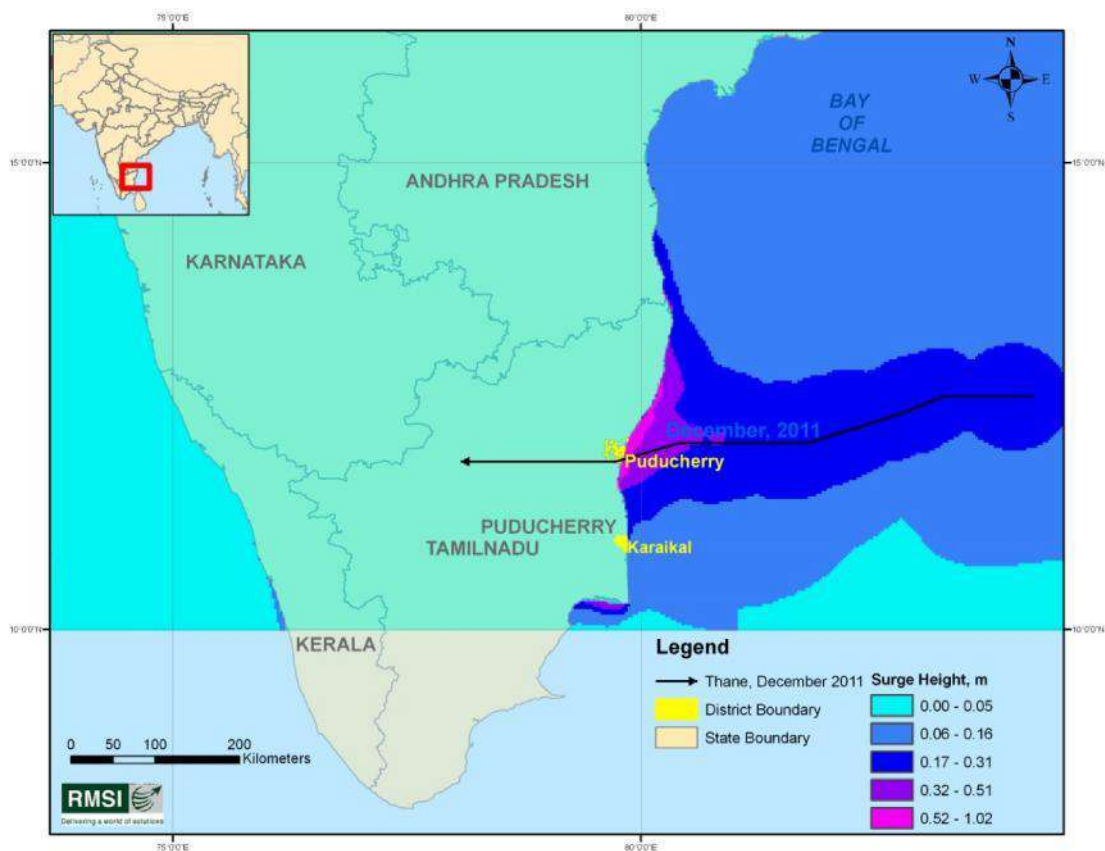 75°0'0"E
80°0'0"E
N
W
E
S
BAY
OF
BENGAL
15°0'0"N
15°0'0"N
ANDHRA PRADESH
KARNATAKA
December, 2011
Puducherry
PUDUCHERRY
TAMILNADU
Karaikal
10°0'0"N
10°0'0"N
KERALA
Legend
Thane, December 2011
District Boundary
State Boundary
Surge Height, m
0.00 - 0.05
0.06 - 0.16
0.17 - 0.31
0.32 - 0.51
0.52 - 1.02
0 50 100 200
Kilometers
RMSI
Delivering a world of solutions
75°0'0"E
80°0'0"E